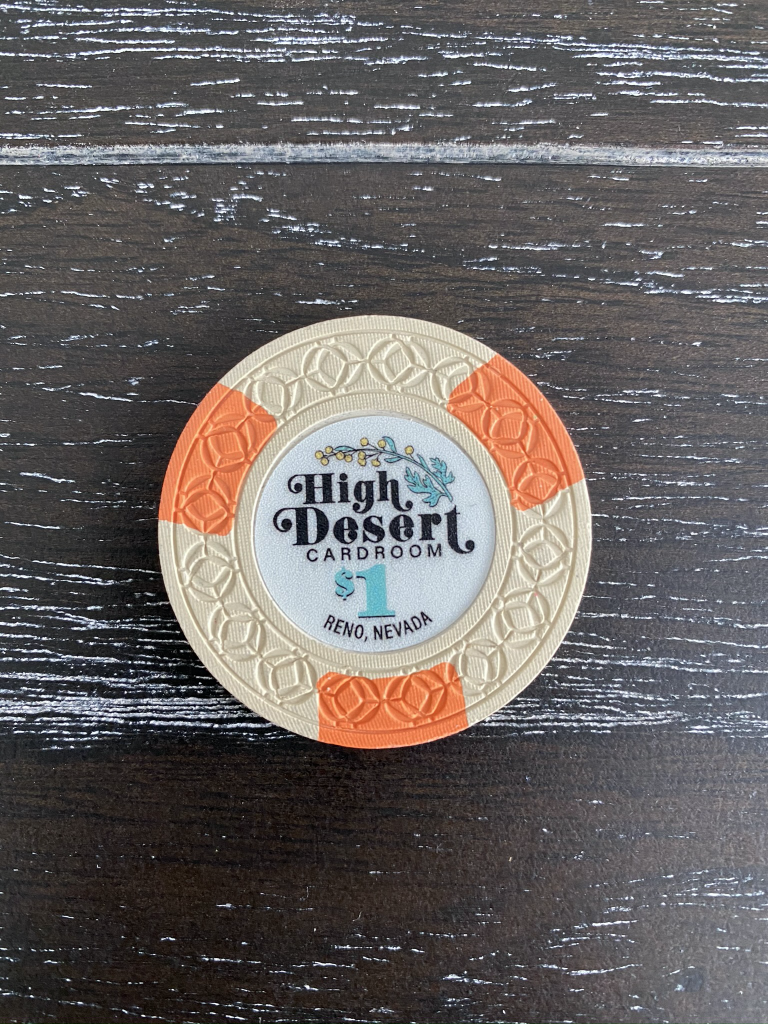 High
Desert
CARDROOM
$1
RENO, NEVADA